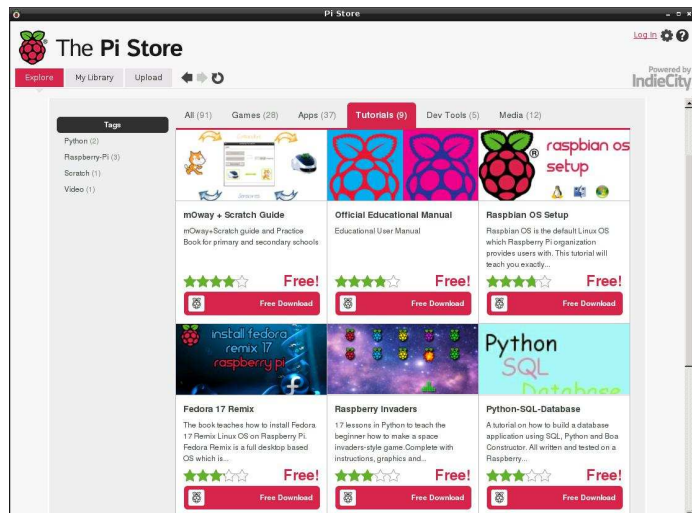 Pi Store
The Pi Store
Log In
Explore My Library Upload
Powered by
IndieCity
Tags
Python (2)
Raspberry-Pi (3)
Scratch (1)
Video (1)
All (91) Games (28) Apps (37) Tutorials (9) Dev Tools (5) Media (12)
mOway + Scratch Guide
mOway+Scratch guide and Practice
Book for primary and secondary schools
Free!
Free Download
Official Educational Manual
Educational User Manual
Free!
Free Download
raspbian os
setup
Raspbian OS Setup
Raspbian OS is the default Linux OS
which Raspberry Pi organization
provides users with. This tutorial will
teach you exactly...
Free!
Free Download
install fedora
remix 17
raspberry pi
Fedora 17 Remix
The book teaches how to install Fedora
17 Remix Linux OS on Raspberry Pi.
Fedora Remix is a full desktop based
OS which is...
Free!
Free Download
Raspberry Invaders
17 lessons in Python to teach the
beginner how to make a space
invaders-style game.Complete with
instructions, graphics and...
Free!
Free Download
Python
SQL
Database
Python-SQL-Database
A tutorial on how to build a database
application using SQL, Python and Boa
Constructor. All written and tested on a
Raspberry...
Free!
Free Download